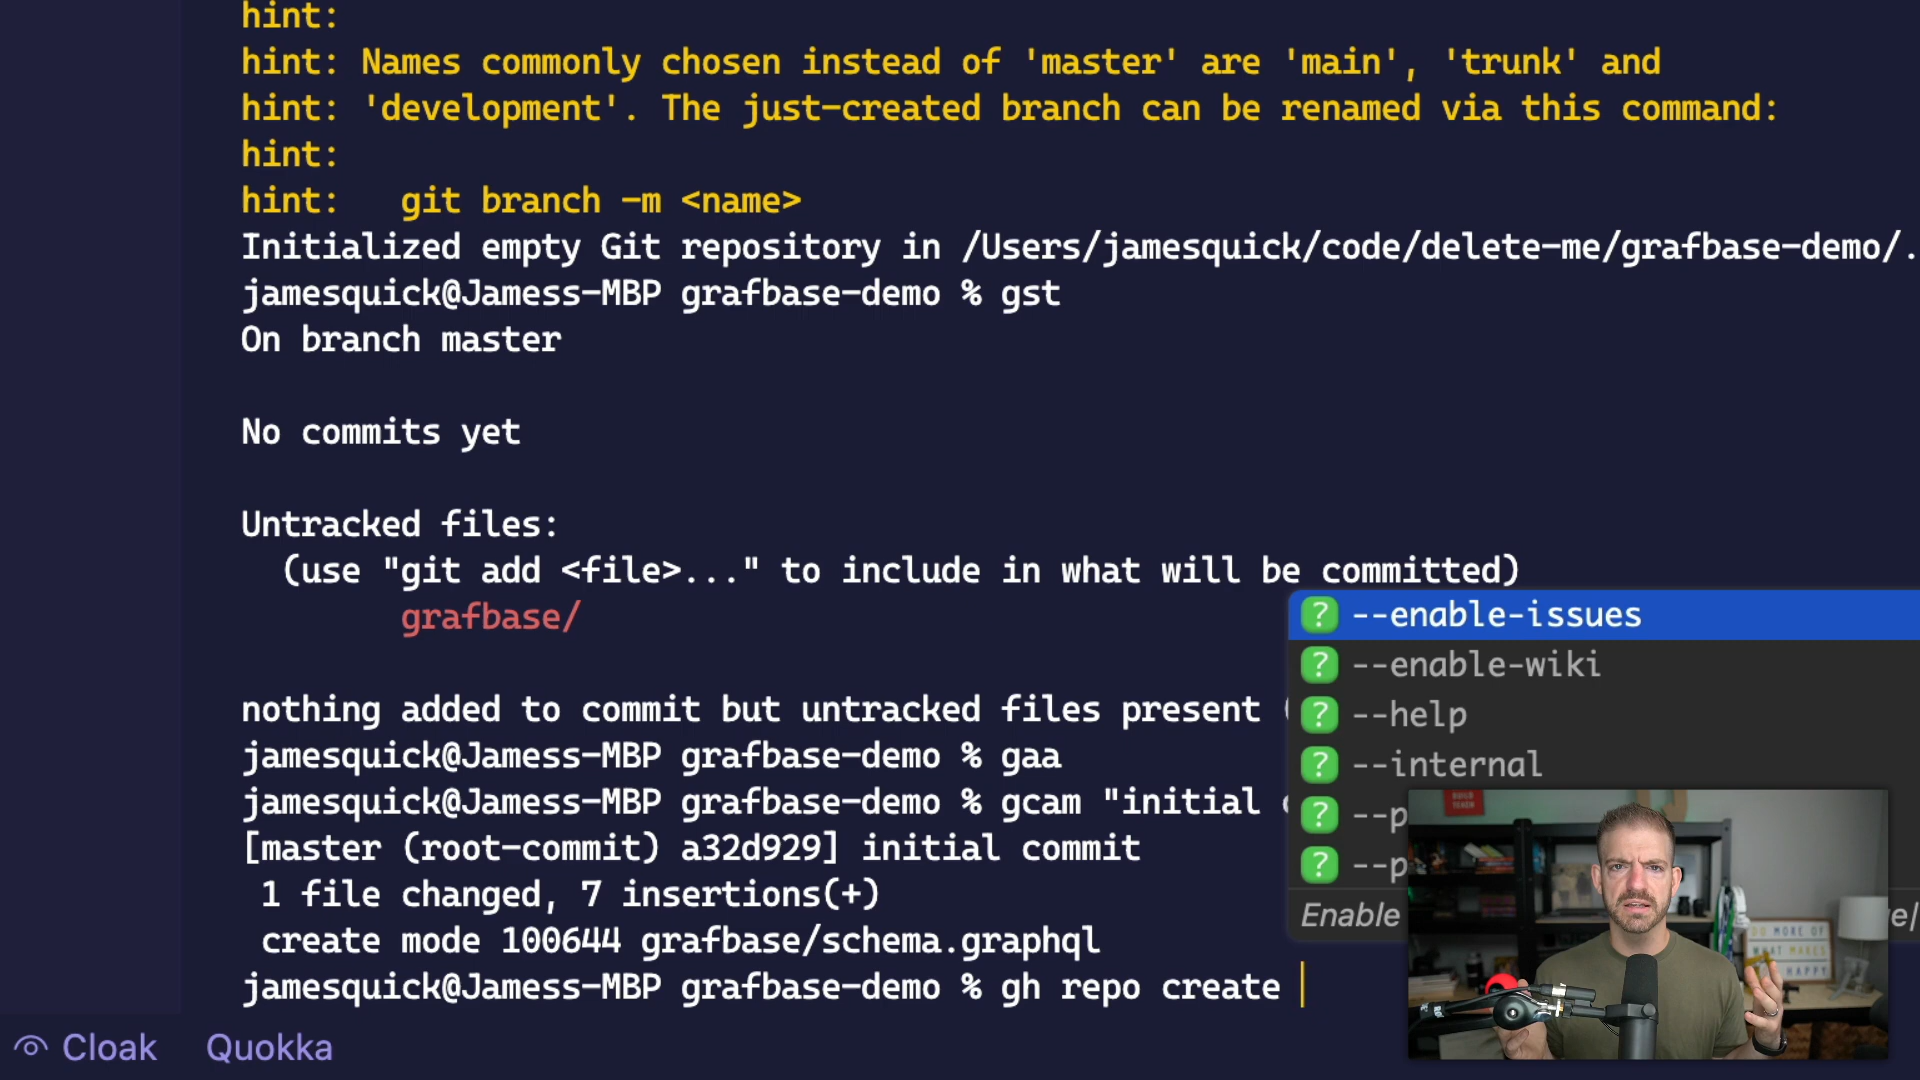 hint:
hint: Names commonly chosen instead of 'master' are 'main', 'trunk' and
hint: 'development'. The just-created branch can be renamed via this command:
hint:
hint:   git branch -m <name>
Initialized empty Git repository in /Users/jamesquick/code/delete-me/grafbase-demo/.
jamesquick@Jamess-MBP grafbase-demo % gst
On branch master
No commits yet
Untracked files:
  (use "git add <file>..." to include in what will be committed)
        grafbase/
nothing added to commit but untracked files present (
jamesquick@Jamess-MBP grafbase-demo % gaa
jamesquick@Jamess-MBP grafbase-demo % gcam "initial c
[master (root-commit) a32d929] initial commit
 1 file changed, 7 insertions(+)
 create mode 100644 grafbase/schema.graphql
jamesquick@Jamess-MBP grafbase-demo % gh repo create
? --enable-issues
? --enable-wiki
? --help
? --internal
? --p
? --p
Enable
e/
DO MORE OF
WHAT MAKES
HAPPY
Cloak
Quokka